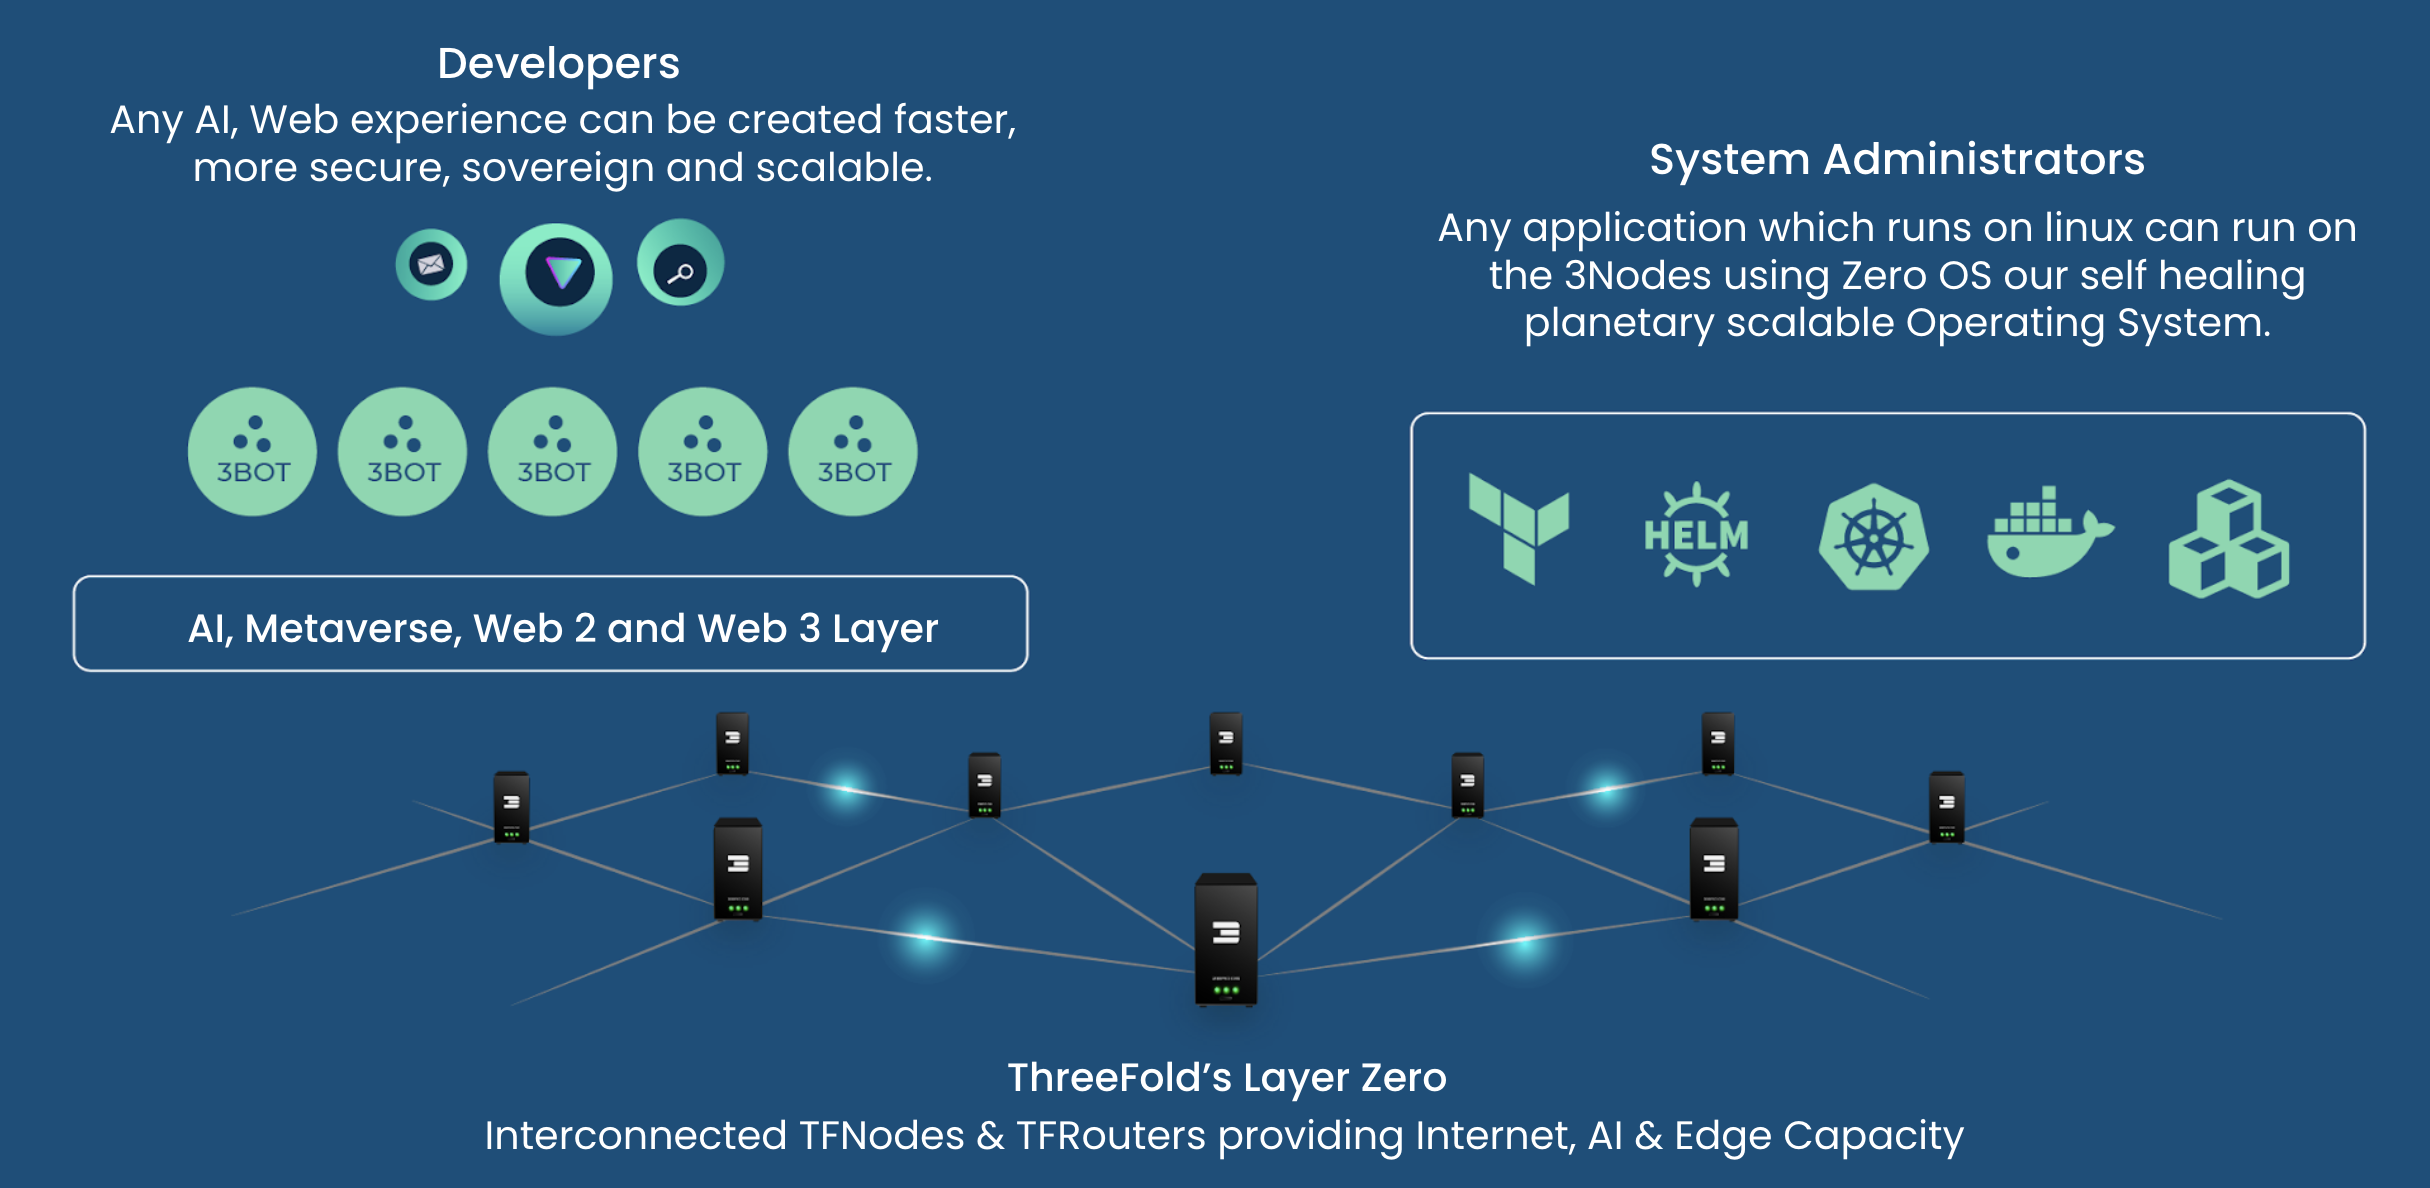 Developers
Any AI, Web experience can be created faster,
more secure, sovereign and scalable.
3BOT
3BOT
3BOT
3BOT
3BOT
AI, Metaverse, Web 2 and Web 3 Layer
System Administrators
Any application which runs on linux can run on
the 3Nodes using Zero OS our self healing
planetary scalable Operating System.
HELM
ThreeFold’s Layer Zero
Interconnected TFNodes & TFRouters providing Internet, AI & Edge Capacity